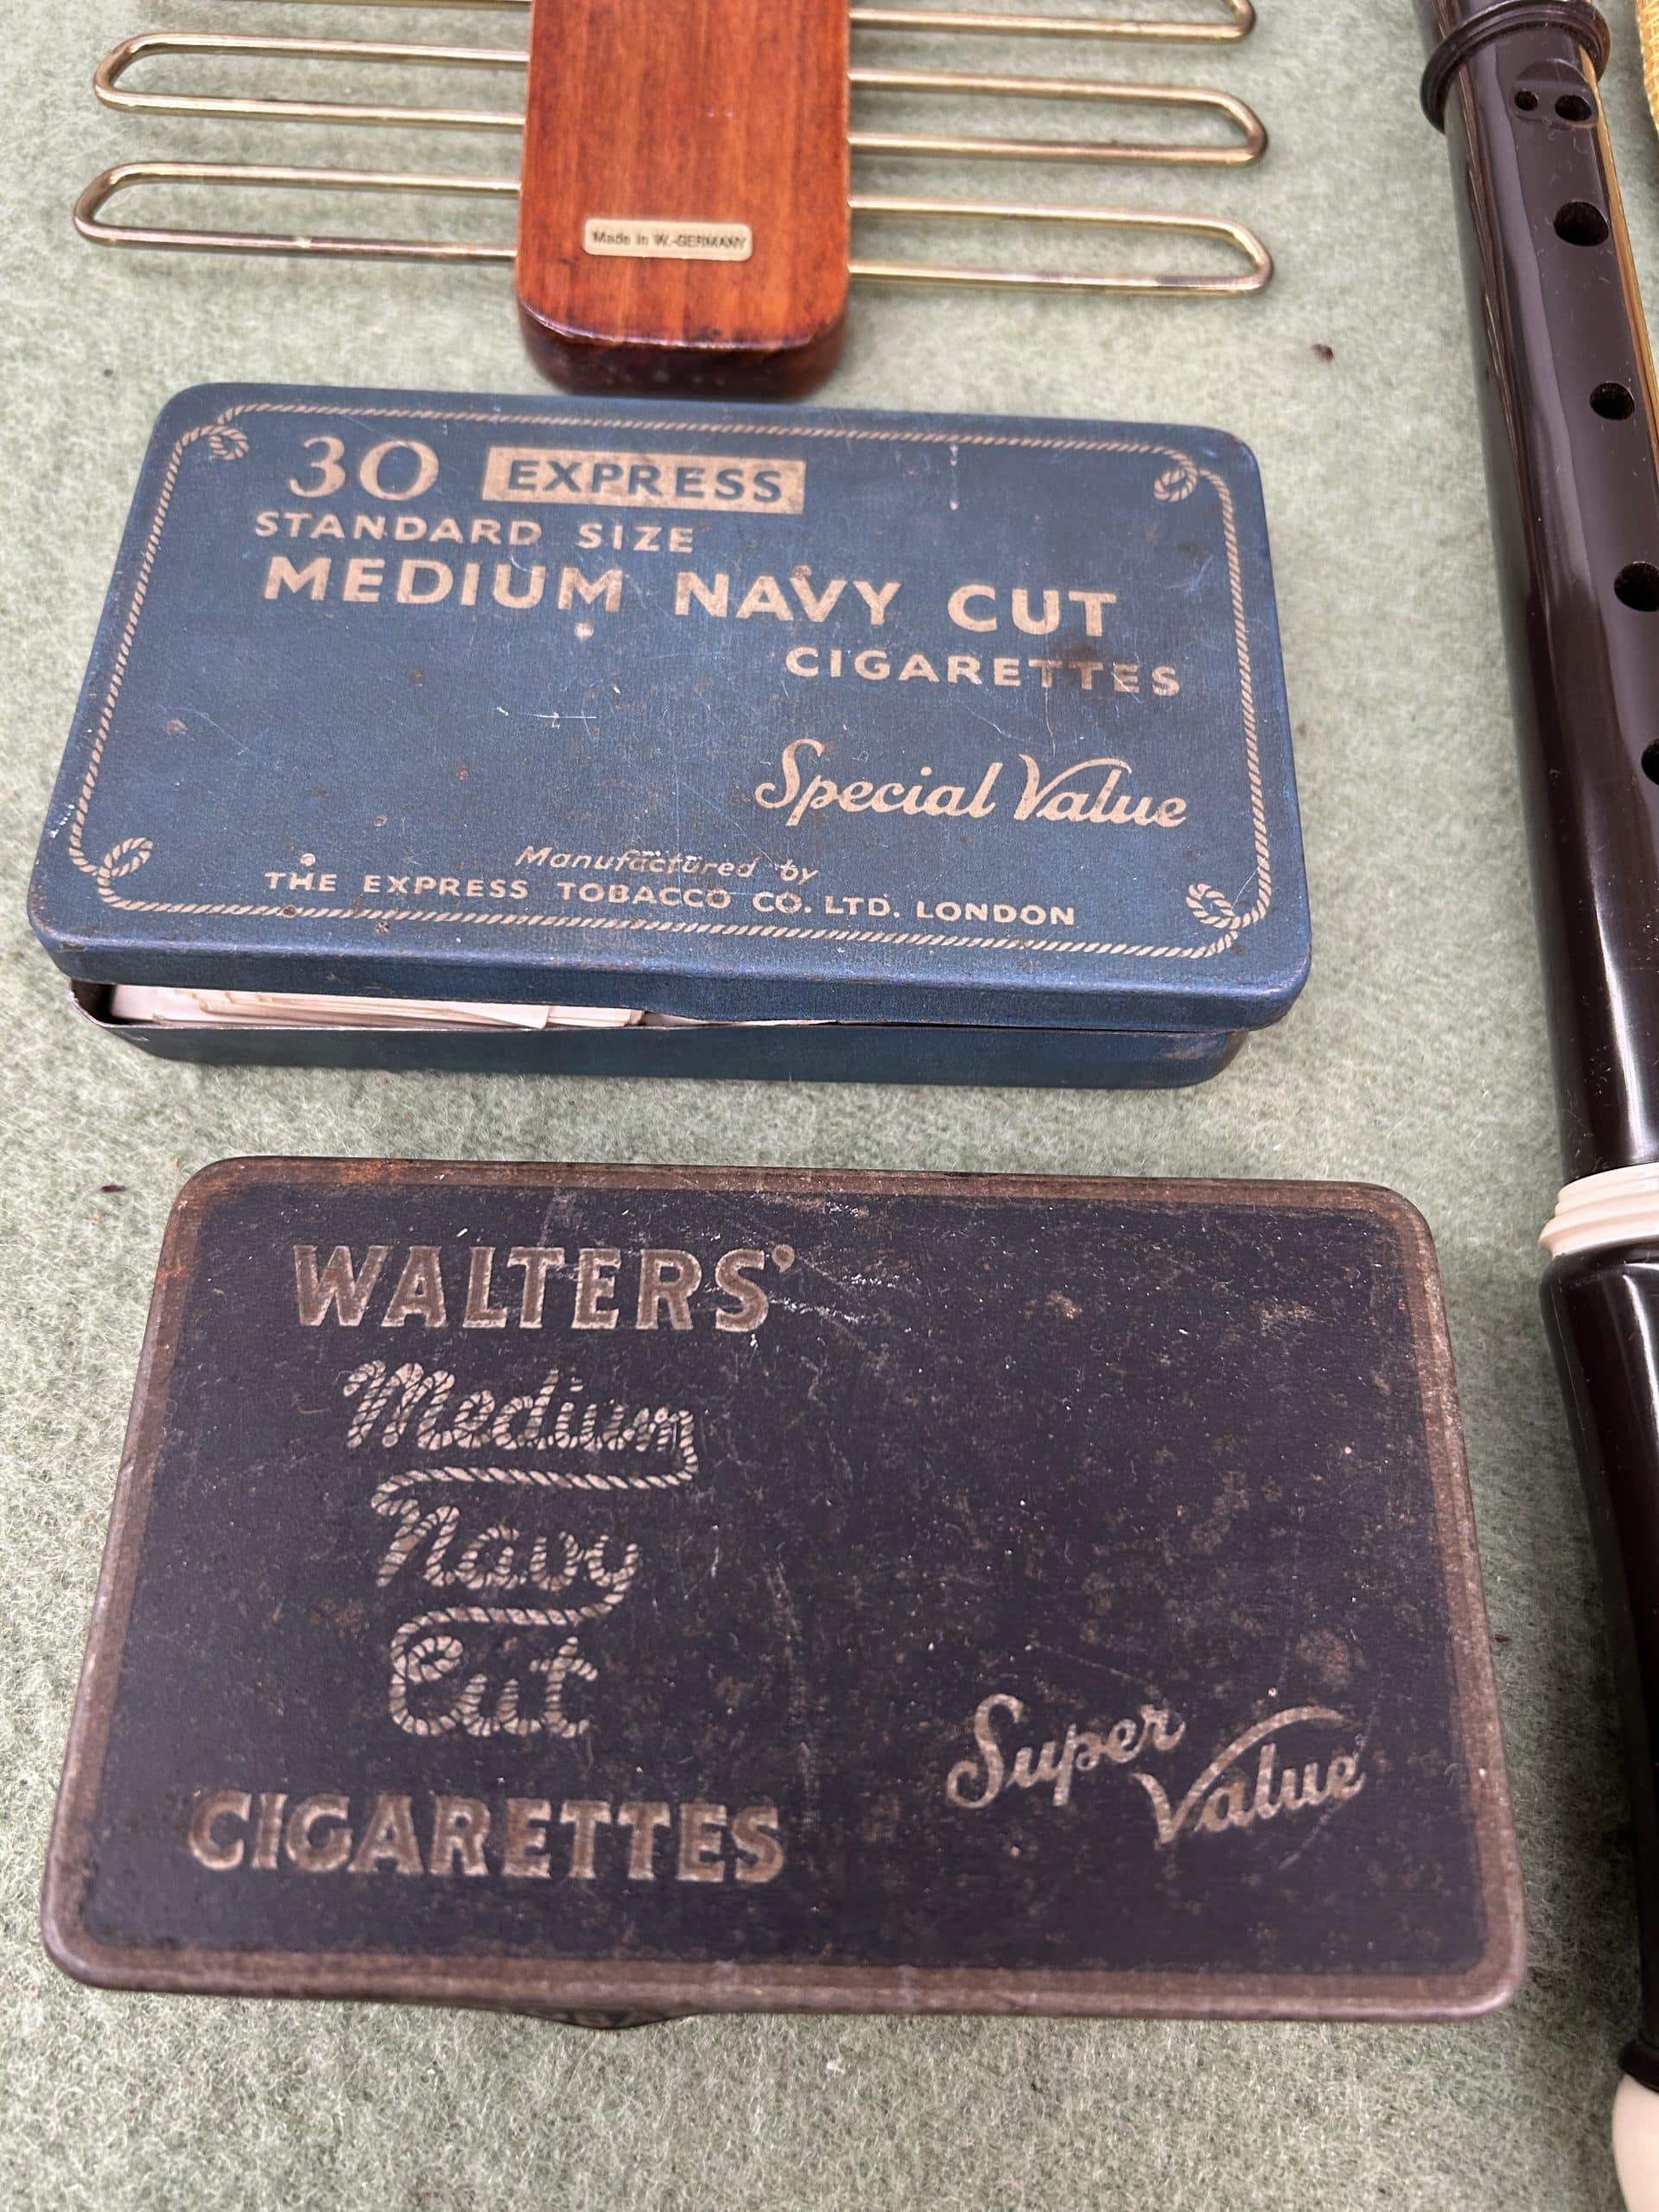 Made in W.-GERMANY
30 EXPRESS
STANDARD SIZE
MEDIUM NAVY CUT
CIGARETTES
Special Value
Manufactured by
THE EXPRESS TOBACCO CO. LTD. LONDON
WALTERS'
Medium
Navy
Cut
CIGARETTES
Super
Value